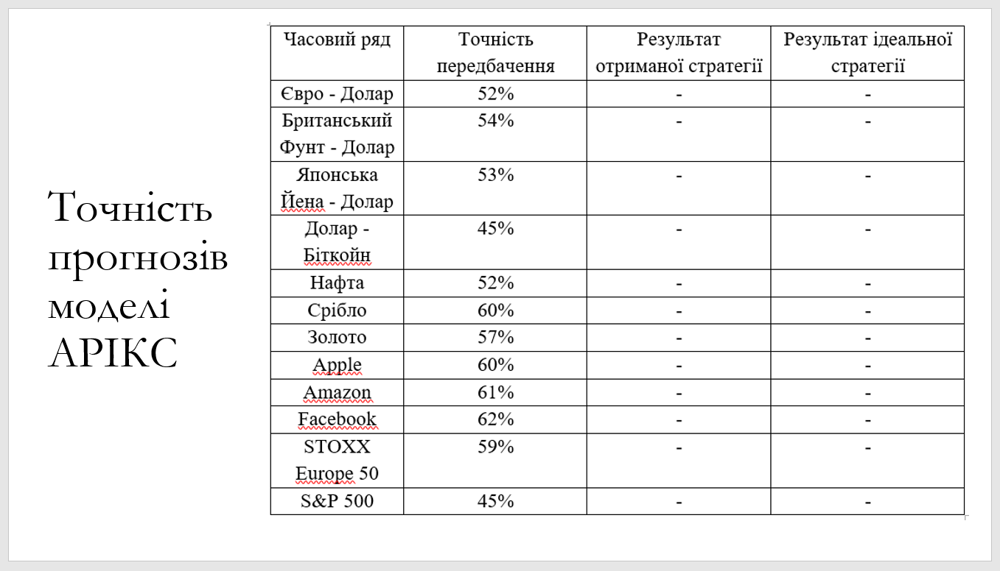 Точність
прогнозів
моделі
АРІКС
Часовий ряд
Точність
передбачення
Результат
отриманої стратегії
Результат ідеальної
стратегії
Євро - Долар
52%
-
-
Британський
Фунт - Долар
54%
-
-
Японська
Йена - Долар
53%
-
-
Долар -
Біткойн
45%
-
-
Нафта
52%
-
-
Срібло
60%
-
-
Золото
57%
-
-
Apple
60%
-
-
Amazon
61%
-
-
Facebook
62%
-
-
STOXX
Europe 50
59%
-
-
S&P 500
45%
-
-